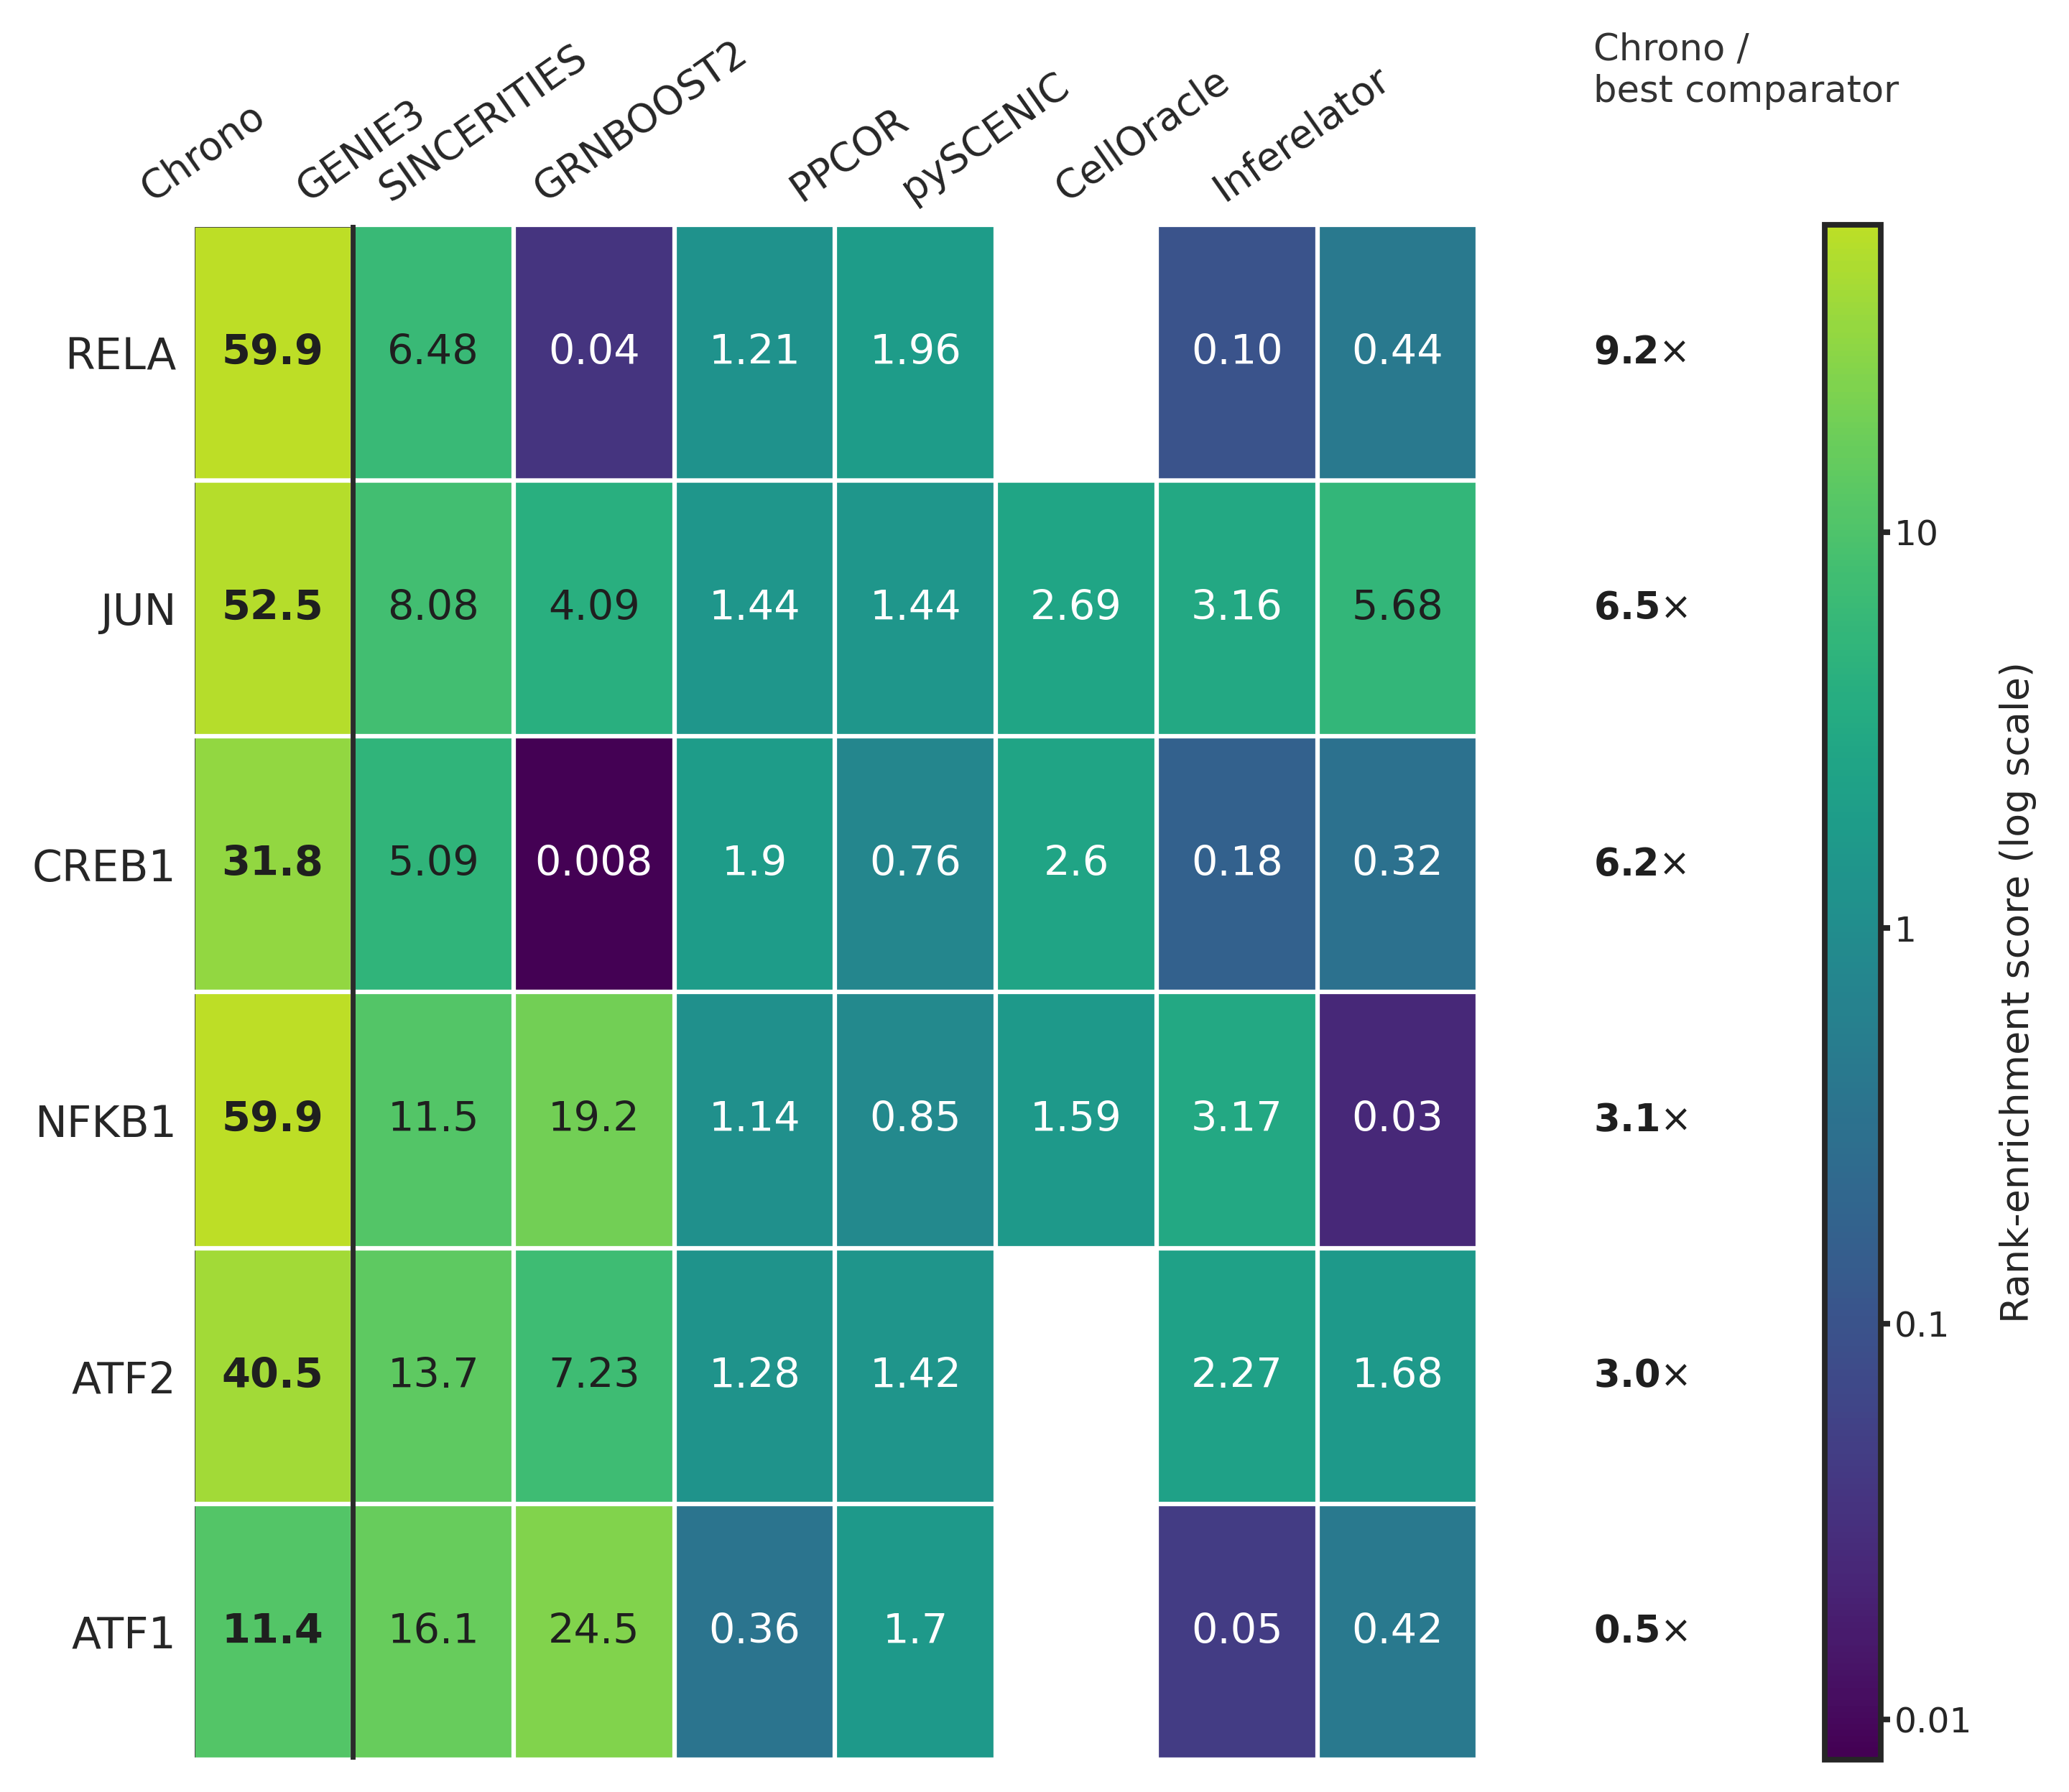 Chrono GENIE3 SINCERITIES GRNBOOST2 PPCOR pySCENIC CellOracle Inferelator
Chrono /
best comparator
RELA 59.9 6.48 0.04 1.21 1.96 0.10 0.44 9.2×
JUN 52.5 8.08 4.09 1.44 1.44 2.69 3.16 5.68 6.5×
CREB1 31.8 5.09 0.008 1.9 0.76 2.6 0.18 0.32 6.2×
NFKB1 59.9 11.5 19.2 1.14 0.85 1.59 3.17 0.03 3.1×
ATF2 40.5 13.7 7.23 1.28 1.42 2.27 1.68 3.0×
ATF1 11.4 16.1 24.5 0.36 1.7 0.05 0.42 0.5×
10
1
0.1
0.01
Rank-enrichment score (log scale)